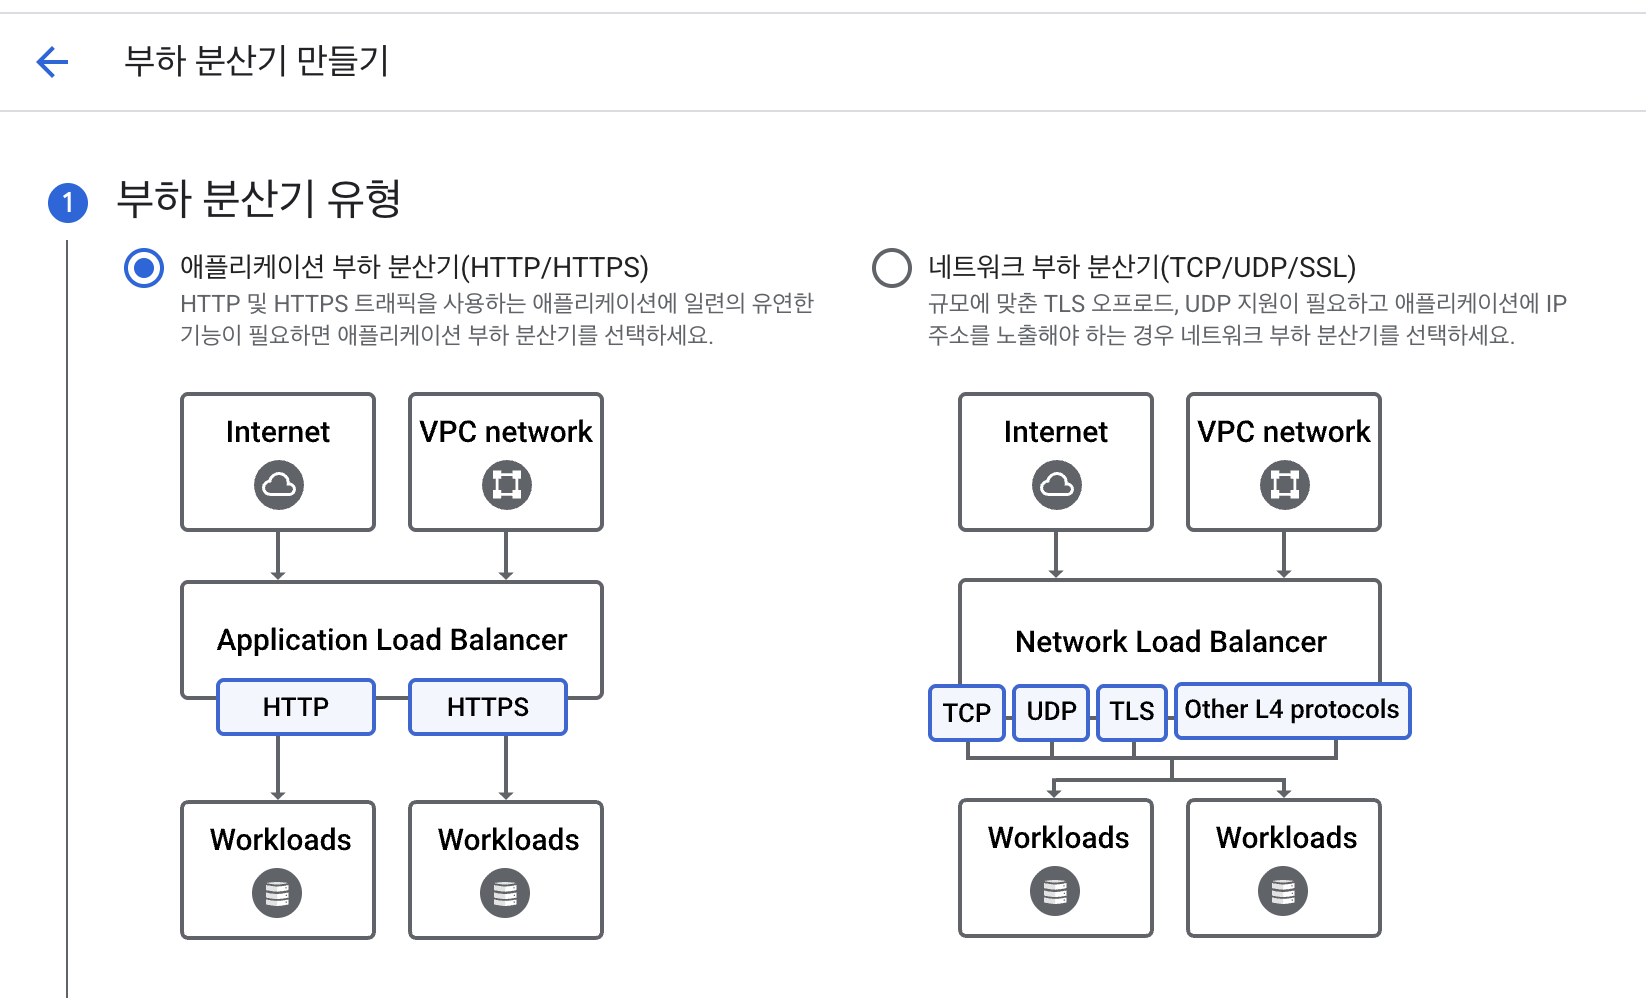 부하 분산기 만들기
1 부하 분산기 유형
애플리케이션 부하 분산기(HTTP/HTTPS)
HTTP 및 HTTPS 트래픽을 사용하는 애플리케이션에 일련의 유연한
기능이 필요하면 애플리케이션 부하 분산기를 선택하세요.
Internet
VPC network
Application Load Balancer
HTTP
HTTPS
Workloads
Workloads
네트워크 부하 분산기(TCP/UDP/SSL)
규모에 맞춘 TLS 오프로드, UDP 지원이 필요하고 애플리케이션에 IP
주소를 노출해야 하는 경우 네트워크 부하 분산기를 선택하세요.
Internet
VPC network
Network Load Balancer
TCP
UDP
TLS
Other L4 protocols
Workloads
Workloads